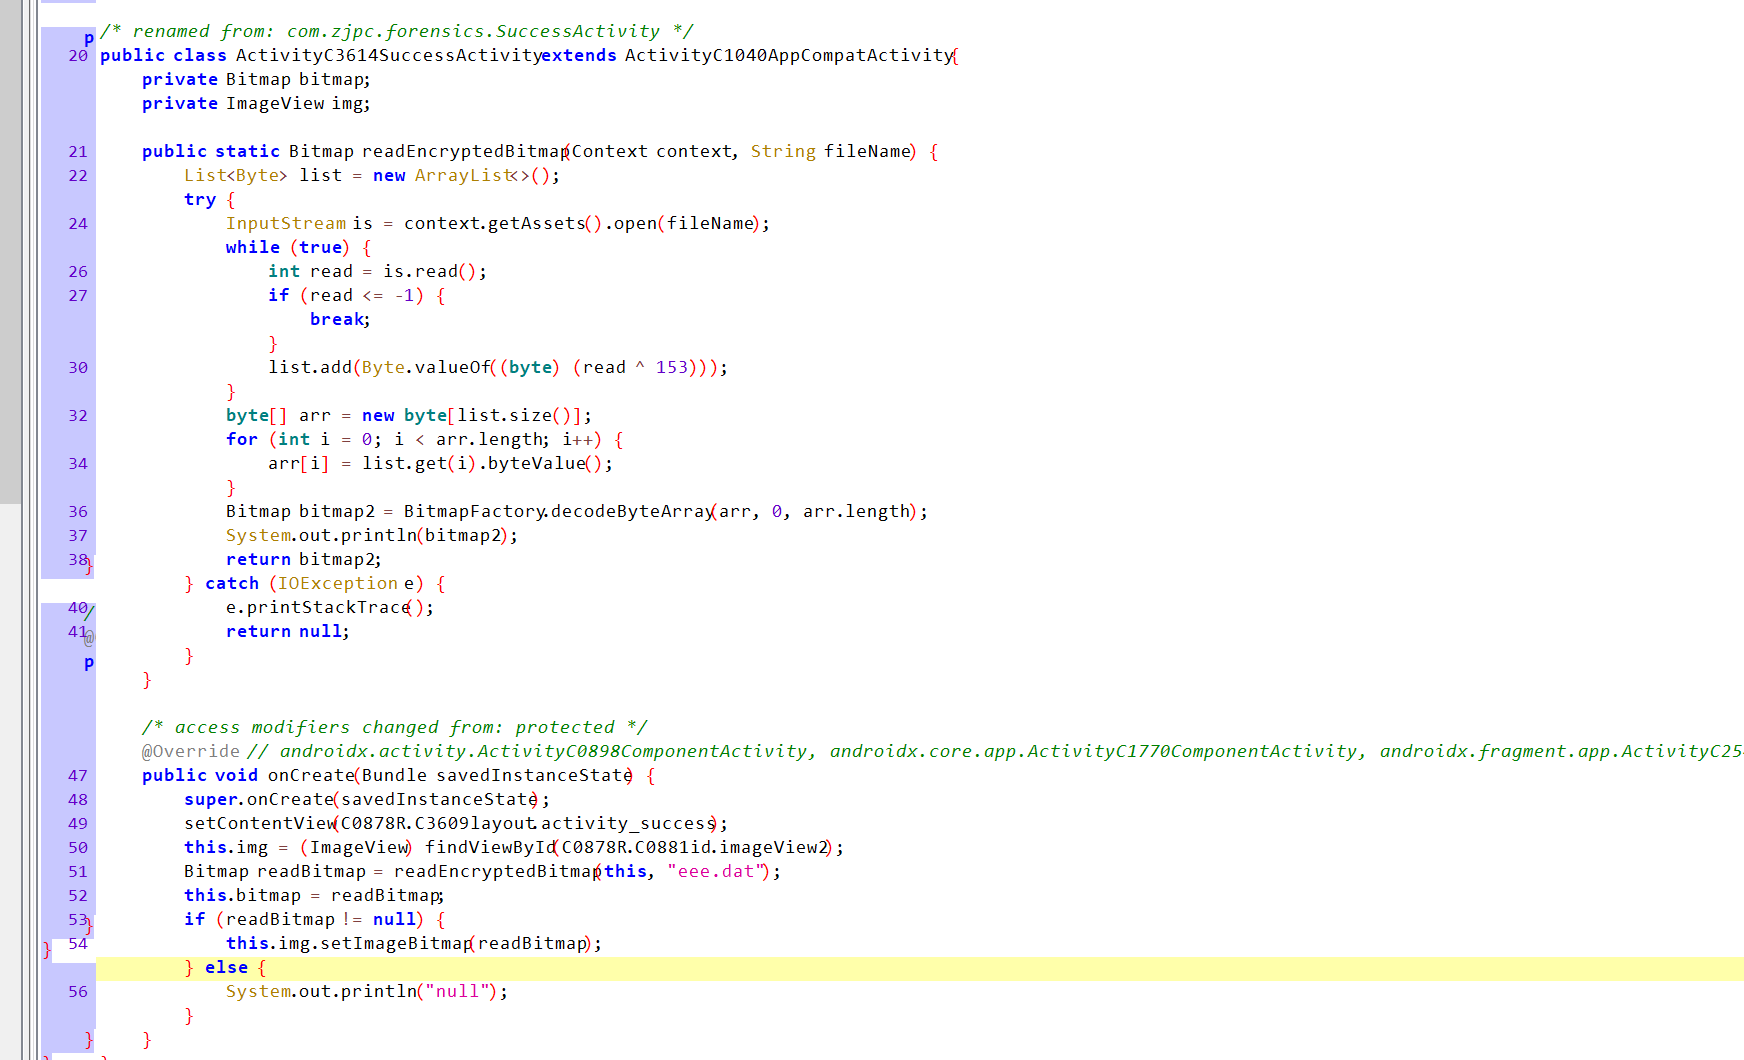 /* renamed from: com.zjpc.forensics.SuccessActivity */
20 public class ActivityC3614SuccessActivity extends ActivityC1040AppCompatActivity {
private Bitmap bitmap;
private ImageView img;
21 public static Bitmap readEncryptedBitmap(Context context, String fileName) {
22 List<Byte> list = new ArrayList<>();
try {
24 InputStream is = context.getAssets().open(fileName);
while (true) {
26 int read = is.read();
27 if (read <= -1) {
break;
}
30 list.add(Byte.valueOf((byte) (read ^ 153)));
}
32 byte[] arr = new byte[list.size()];
for (int i = 0; i < arr.length; i++) {
34 arr[i] = list.get(i).byteValue();
}
36 Bitmap bitmap2 = BitmapFactory.decodeByteArray(arr, 0, arr.length);
37 System.out.println(bitmap2);
38 return bitmap2;
} catch (IOException e) {
40 e.printStackTrace();
41 return null;
}
}
/* access modifiers changed from: protected */
@Override // androidx.activity.ActivityC0898ComponentActivity, androidx.core.app.ActivityC1770ComponentActivity, androidx.fragment.app.ActivityC25
47 public void onCreate(Bundle savedInstanceState) {
48 super.onCreate(savedInstanceState);
49 setContentView(C0878R.C3609layout.activity_success);
50 this.img = (ImageView) findViewById(C0878R.C0881id.imageView2);
51 Bitmap readBitmap = readEncryptedBitmap(this, "eee.dat");
52 this.bitmap = readBitmap;
53 if (readBitmap != null) {
54 this.img.setImageBitmap(readBitmap);
} else {
56 System.out.println("null");
}
}